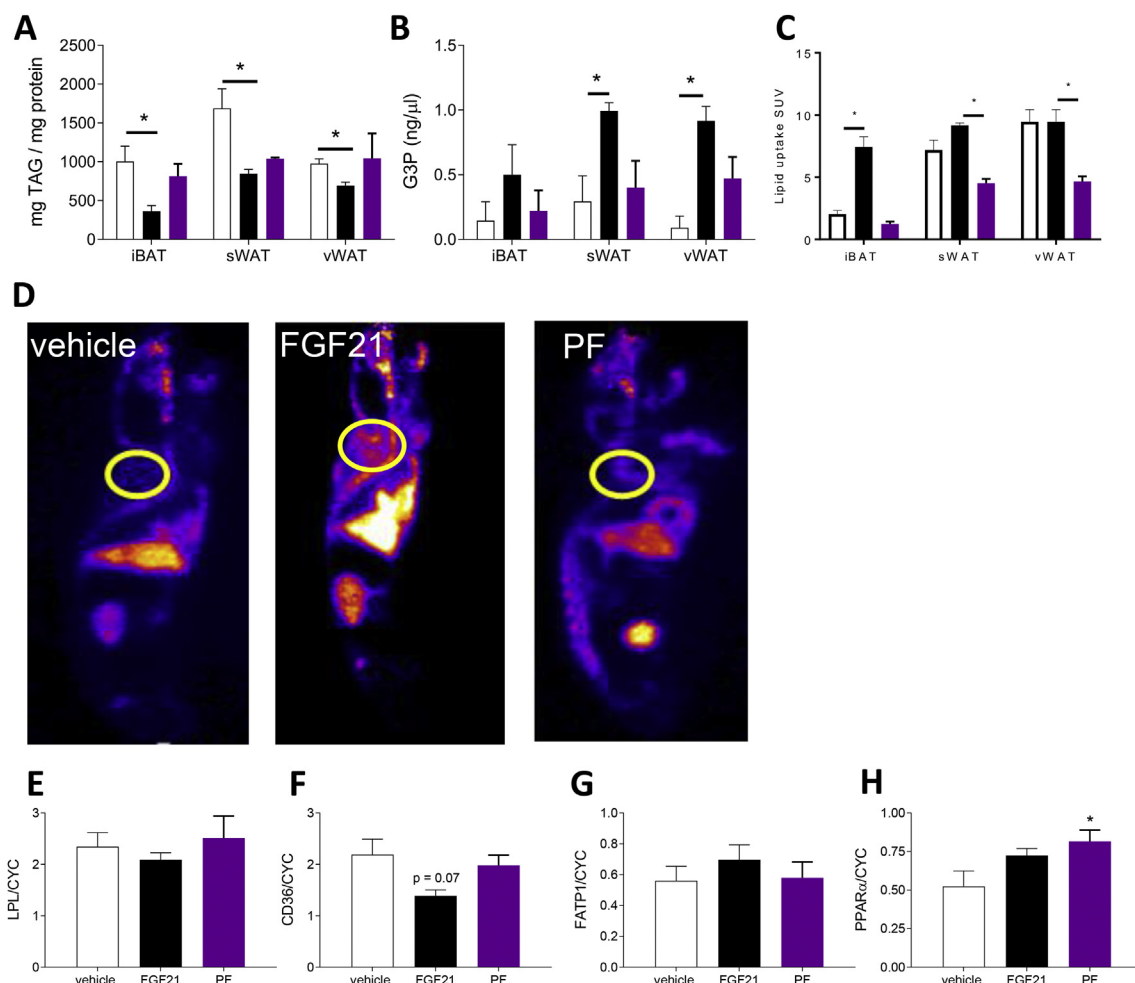 A
B
C
mg TAG / mg protein
2500
2000
1500
1000
500
0
*
*
*
iBAT
sWAT
vWAT
G3P (ng/μl)
1.5
1.0
0.5
0.0
*
*
iBAT
sWAT
vWAT
Lipid uptake SUV
15
10
5
0
*
*
*
iBAT
sWAT
vWAT
D
vehicle
FGF21
PF
E
F
G
H
LPL/CYC
3
2
1
0
vehicle
FGF21
PF
CD36/CYC
3
2
1
0
p = 0.07
vehicle
FGF21
PF
FATP1/CYC
1.0
0.8
0.6
0.4
0.2
0.0
vehicle
FGF21
PF
PPARα/CYC
1.00
0.75
0.50
0.25
0.00
*
vehicle
FGF21
PF